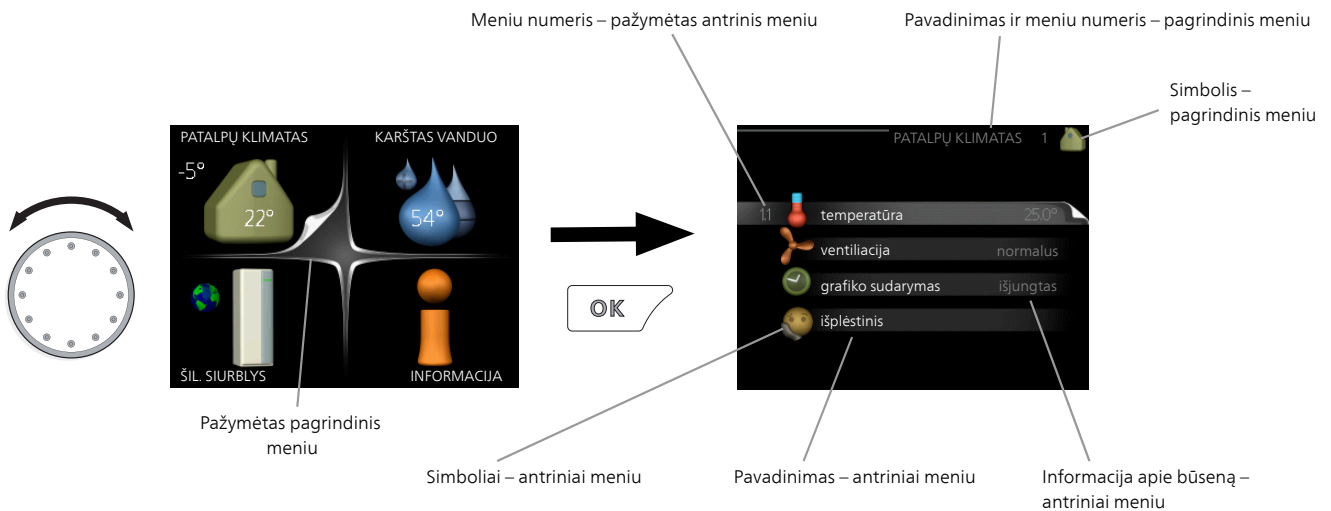 Meniu numeris – pažymėtas antrinis meniu
Pavadinimas ir meniu numeris – pagrindinis meniu
Simbolis –
pagrindinis meniu
PATALPŲ KLIMATAS
KARŠTAS VANDUO
-5°
22°
54°
ŠIL. SIURBLYS
INFORMACIJA
Pažymėtas pagrindinis
meniu
OK
PATALPŲ KLIMATAS 1
1.1 temperatūra 25.0°
ventiliacija normalus
grafiko sudarymas išjungtas
išplėstinis
Simboliai – antriniai meniu
Pavadinimas – antriniai meniu
Informacija apie būseną –
antriniai meniu